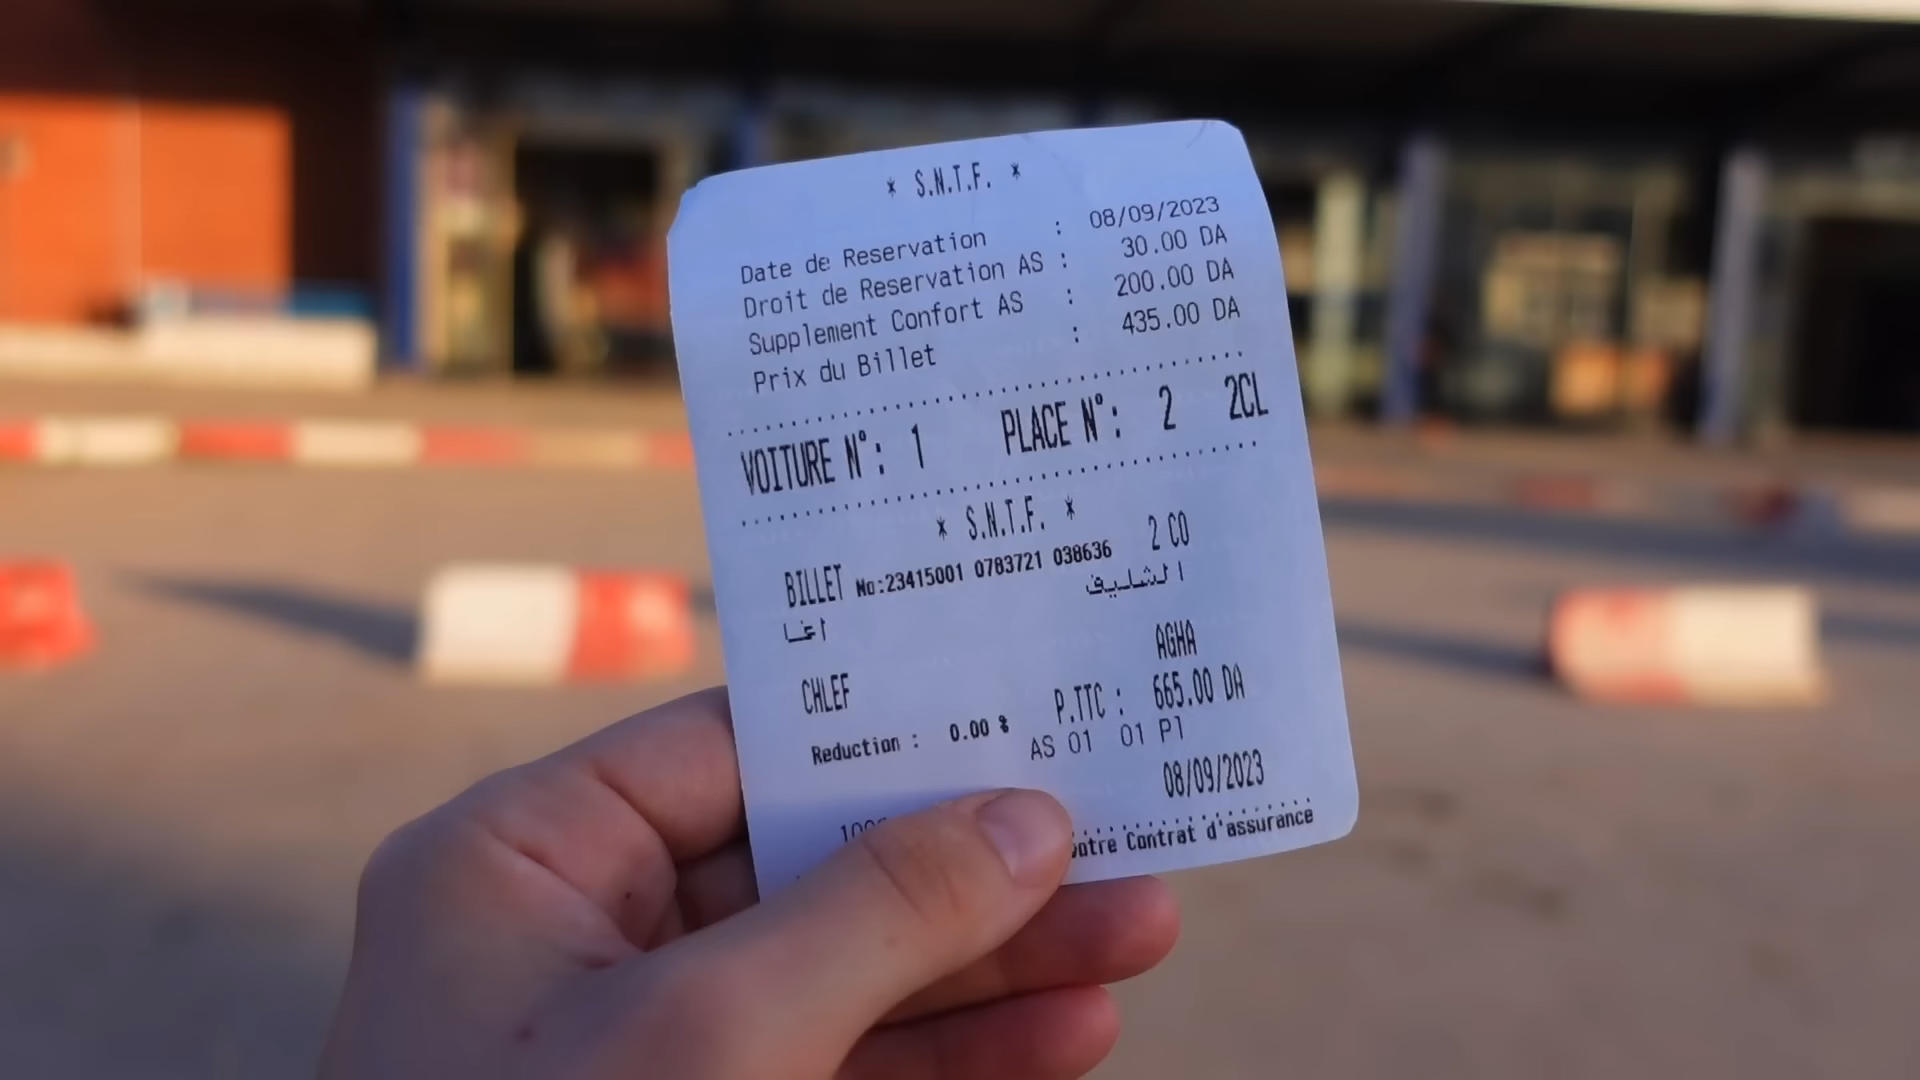 * S.N.T.F. *
Date de Reservation : 08/09/2023
Droit de Reservation AS : 30.00 DA
Supplement Confort AS : 200.00 DA
Prix du Billet : 435.00 DA
VOITURE N°: 1 PLACE N°: 2 2CL
* S.N.T.F. *
BILLET No:23415001 0783721 038636 2 CO
اغا الشليف
CHLEF AGHA
P.TTC : 665.00 DA
Reduction : 0.00 % AS 01 01 P1
08/09/2023
Contrat d'assurance